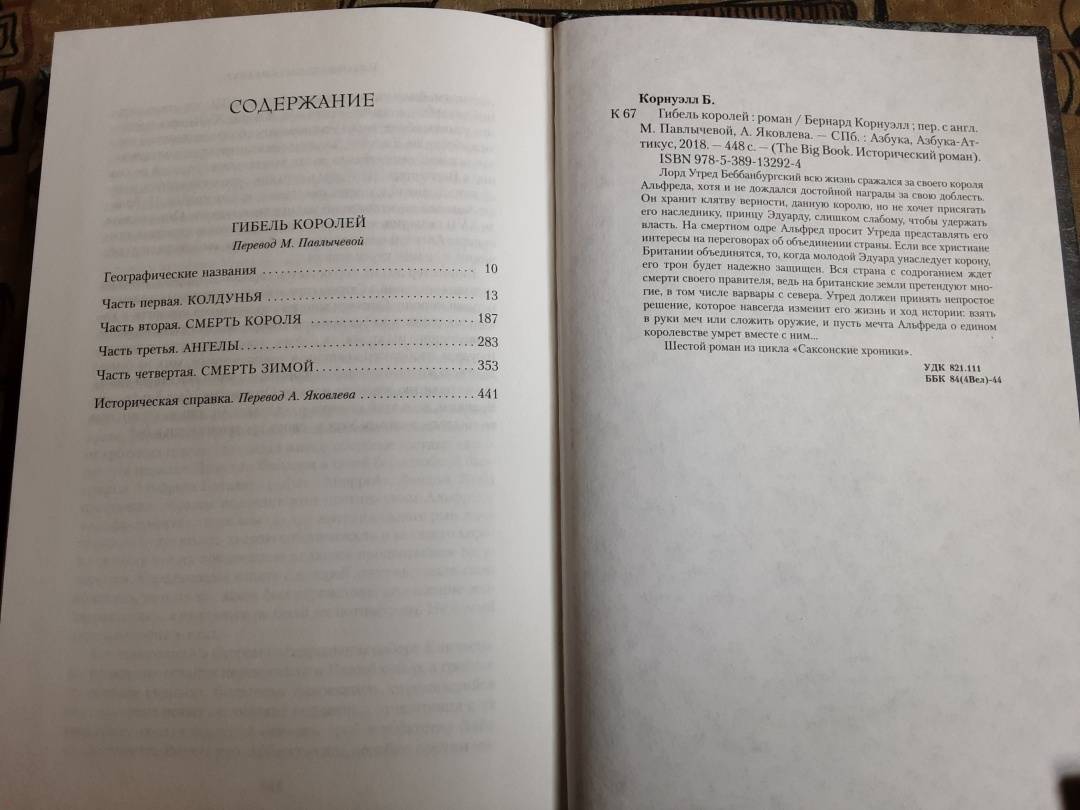 СОДЕРЖАНИЕ
ГИБЕЛЬ КОРОЛЕЙ
Перевод М. Павлычевой
Географические названия .................................. 10
Часть первая. КОЛДУНЬЯ .................................. 13
Часть вторая. СМЕРТЬ КОРОЛЯ .......................... 187
Часть третья. АНГЕЛЫ...................................... 283
Часть четвертая. СМЕРТЬ ЗИМОЙ.......................... 353
Историческая справка. Перевод А. Яковлева .................. 441
Корнуэлл Б.
К 67 Гибель королей : роман / Бернард Корнуэлл ; пер. с англ.
М. Павлычевой, А. Яковлева. — СПб. : Азбука, Азбука-Ат-
тикус, 2018. — 448 с. — (The Big Book. Исторический роман).
ISBN 978-5-389-13292-4
Лорд Утред Беббанбургский всю жизнь сражался за своего короля
Альфреда, хотя и не дождался достойной награды за свою доблесть.
Он хранит клятву верности, данную королю, но не хочет присягать
его наследнику, принцу Эдуарду, слишком слабому, чтобы удержать
власть. На смертном одре Альфред просит Утреда представлять его
интересы на переговорах об объединении страны. Если все христиане
Британии объединятся, то, когда молодой Эдуард унаследует корону,
его трон будет надежно защищен. Вся страна с содроганием ждет
смерти своего правителя, ведь на британские земли претендуют мно-
гие, в том числе варвары с севера. Утред должен принять непростое
решение, которое навсегда изменит его жизнь и ход истории: взять
в руки меч или сложить оружие, и пусть мечта Альфреда о едином
королевстве умрет вместе с ним...
Шестой роман из цикла «Саксонские хроники».
УДК 821.111
ББК 84(4Вел)-44